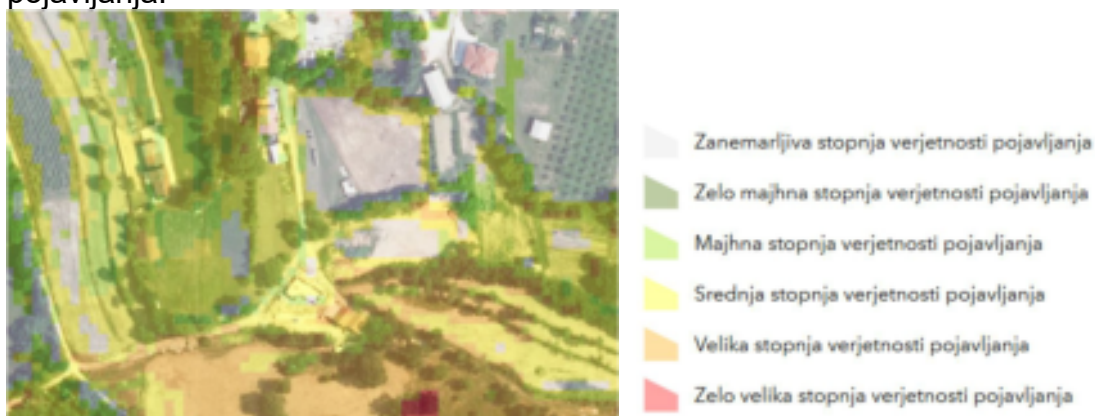 pojavljanja.
Zanemarljiva stopnja verjetnosti pojavljanja
Zelo majhna stopnja verjetnosti pojavljanja
Majhna stopnja verjetnosti pojavljanja
Srednja stopnja verjetnosti pojavljanja
Velika stopnja verjetnosti pojavljanja
Zelo velika stopnja verjetnosti pojavljanja